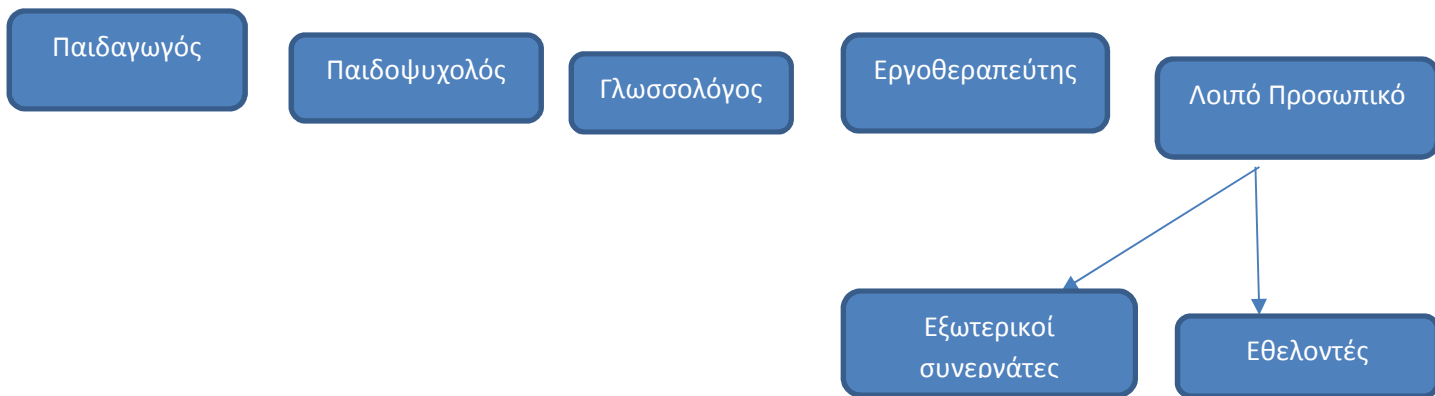 Παιδαγωγός
Παιδοψυχολός
Γλωσσολόγος
Εργοθεραπεύτης
Λοιπό Προσωπικό
Εξωτερικοί
συνεργάτες
Εθελοντές